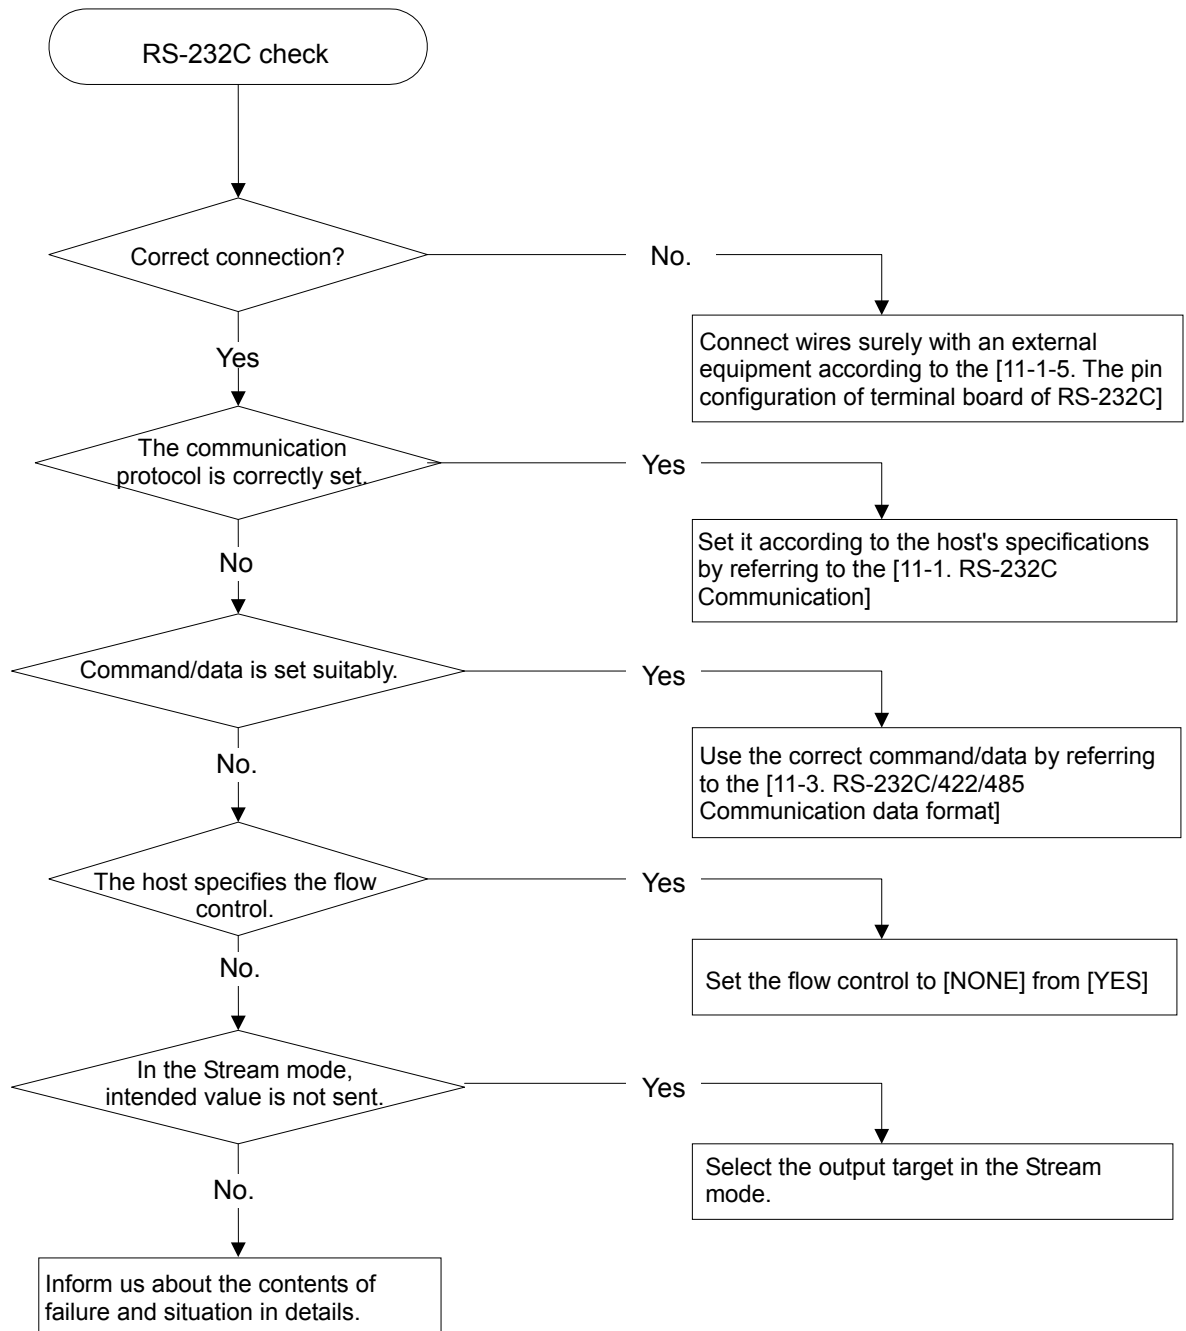 RS-232C check
Correct connection?
No.
Connect wires surely with an external
equipment according to the [11-1-5. The pin
configuration of terminal board of RS-232C]
Yes
The communication
protocol is correctly set.
Yes
Set it according to the host's specifications
by referring to the [11-1. RS-232C
Communication]
No
Command/data is set suitably.
Yes
Use the correct command/data by referring
to the [11-3. RS-232C/422/485
Communication data format]
No.
The host specifies the flow
control.
Yes
Set the flow control to [NONE] from [YES]
No.
In the Stream mode,
intended value is not sent.
Yes
Select the output target in the Stream
mode.
No.
Inform us about the contents of
failure and situation in details.